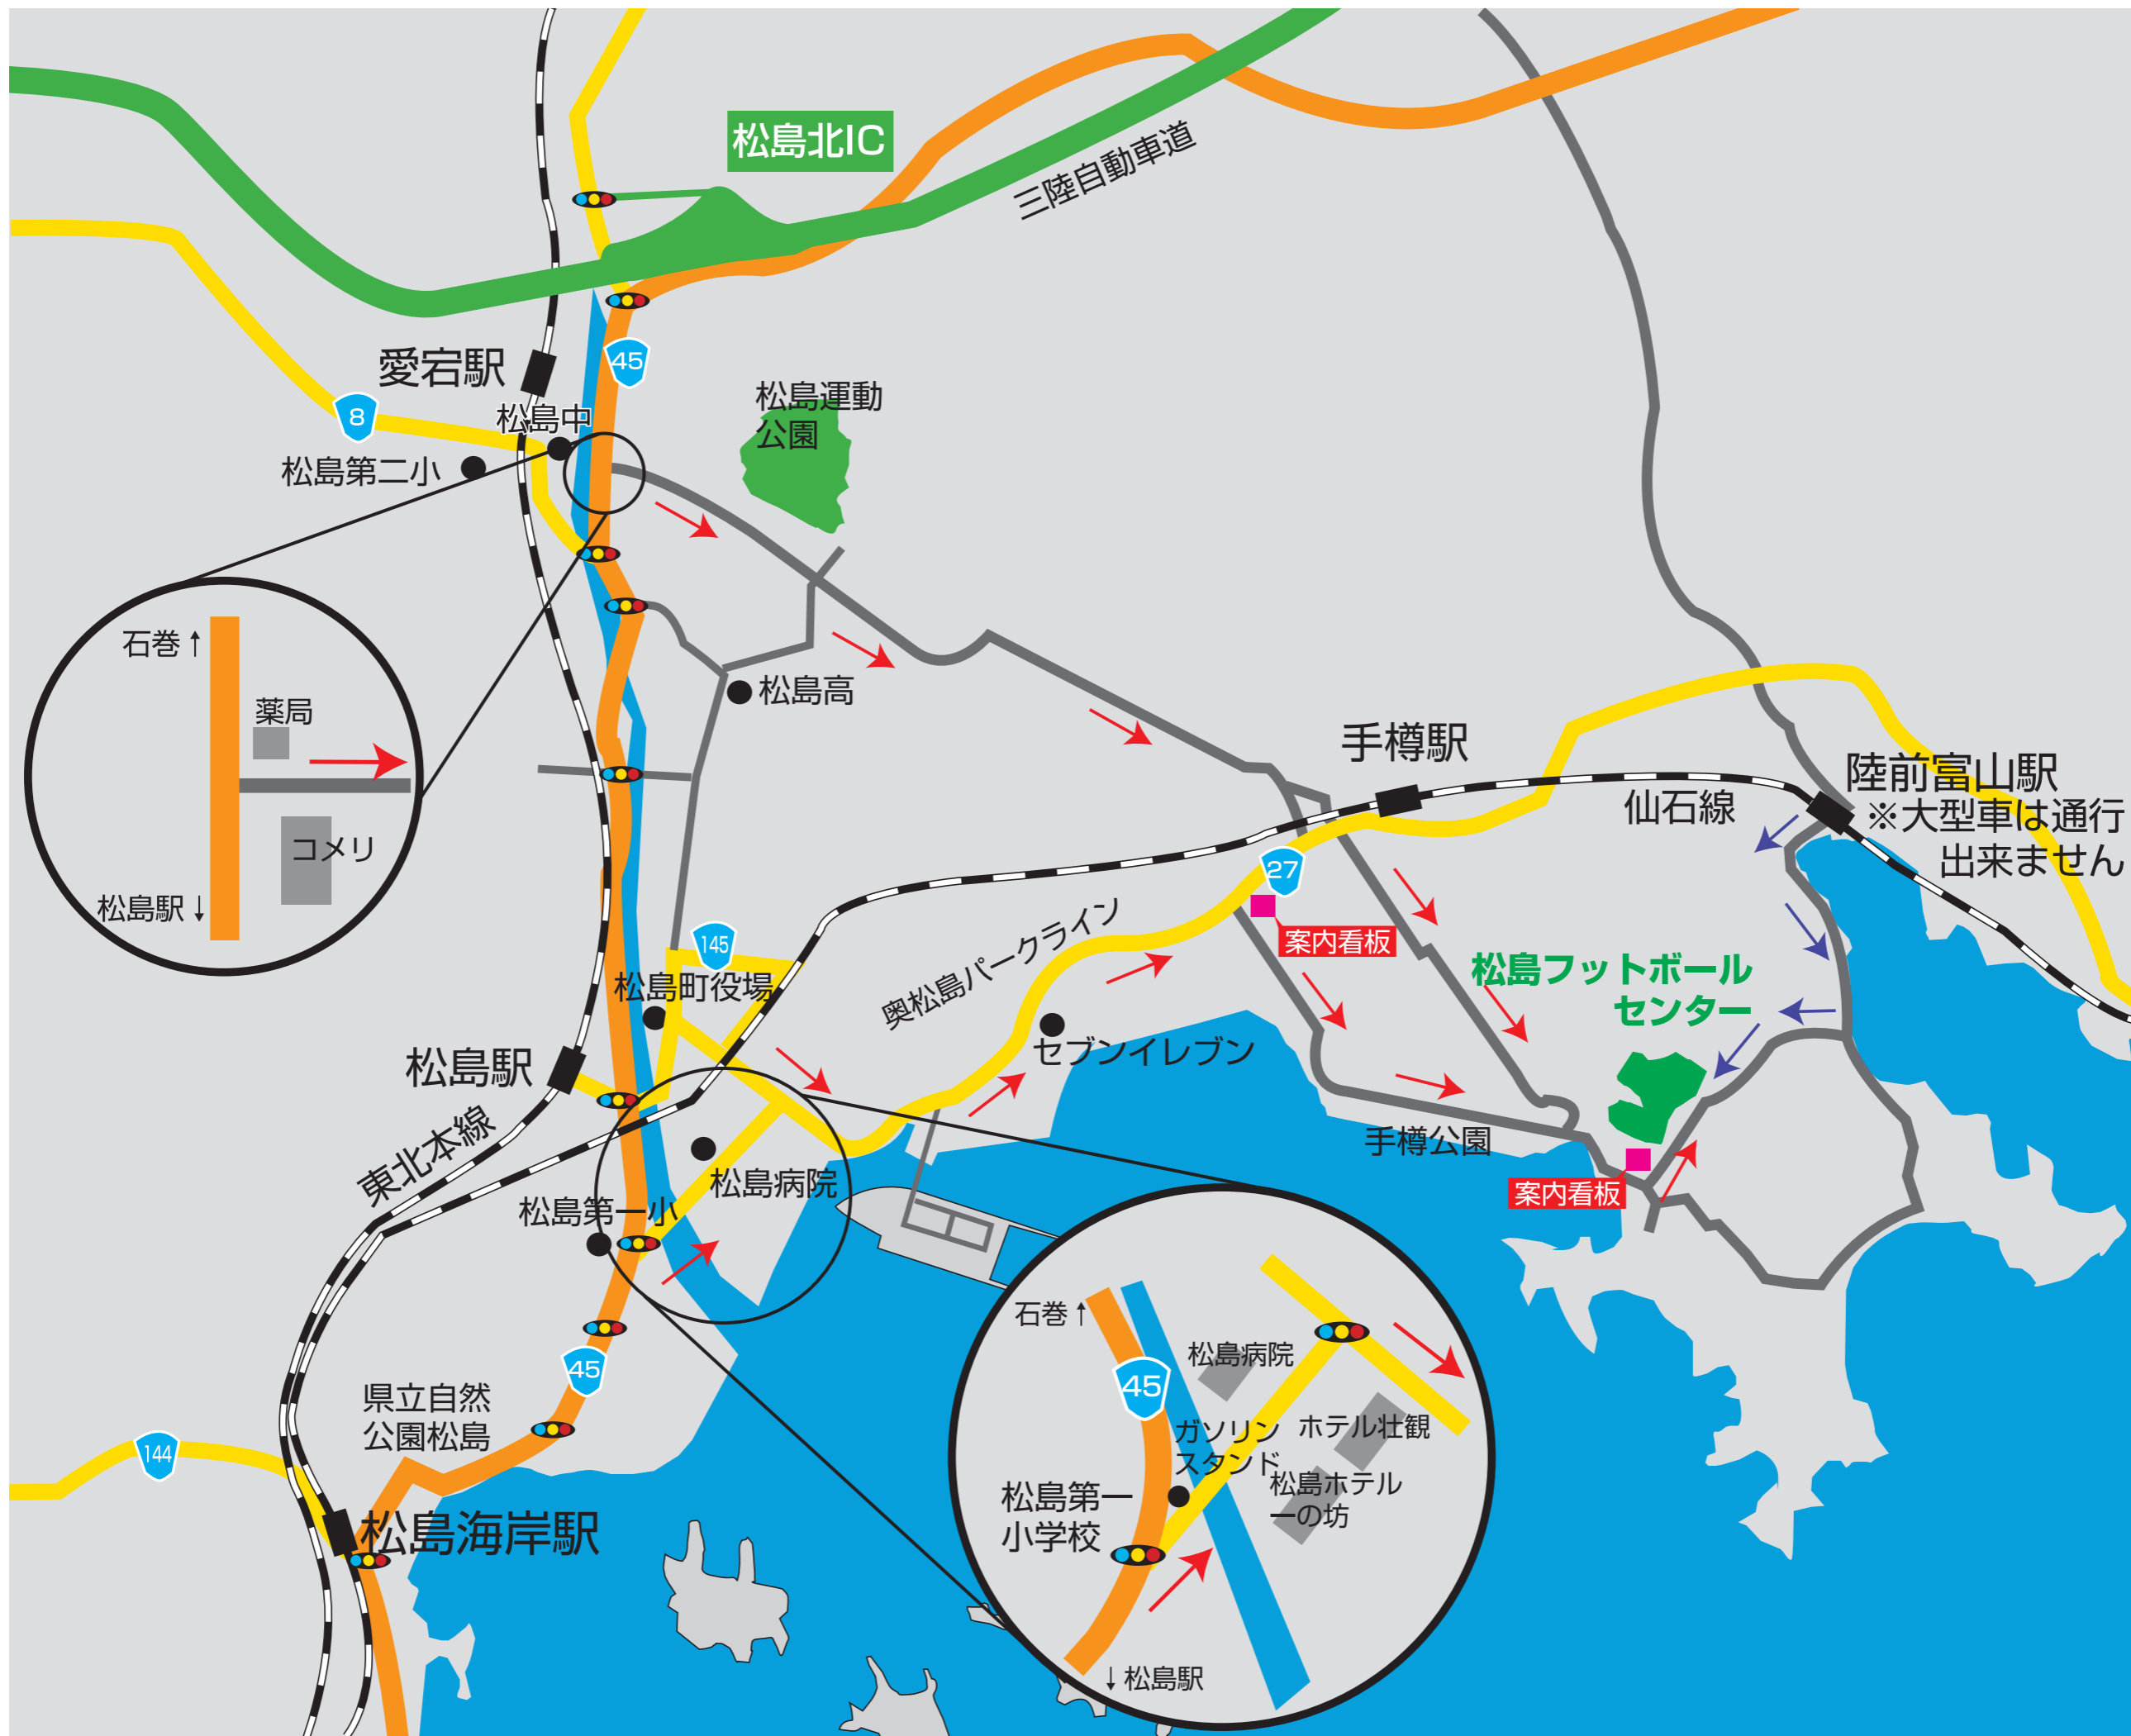 松島北IC
三陸自動車道
45
愛宕駅
8
松島中
松島第二小
松島運動
公園
石巻↑
薬局
コメリ
松島駅↓
松島高
手樽駅
陸前富山駅
※大型車は通行
出来ません
仙石線
27
案内看板
奥松島パークライン
145
松島町役場
松島フットボール
センター
セブンイレブン
松島駅
東北本線
手樽公園
案内看板
松島病院
松島第一小
石巻↑
45
松島病院
ガソリン
スタンド
ホテル壮観
松島ホテル
一の坊
松島第一
小学校
↓松島駅
45
県立自然
公園松島
144
松島海岸駅